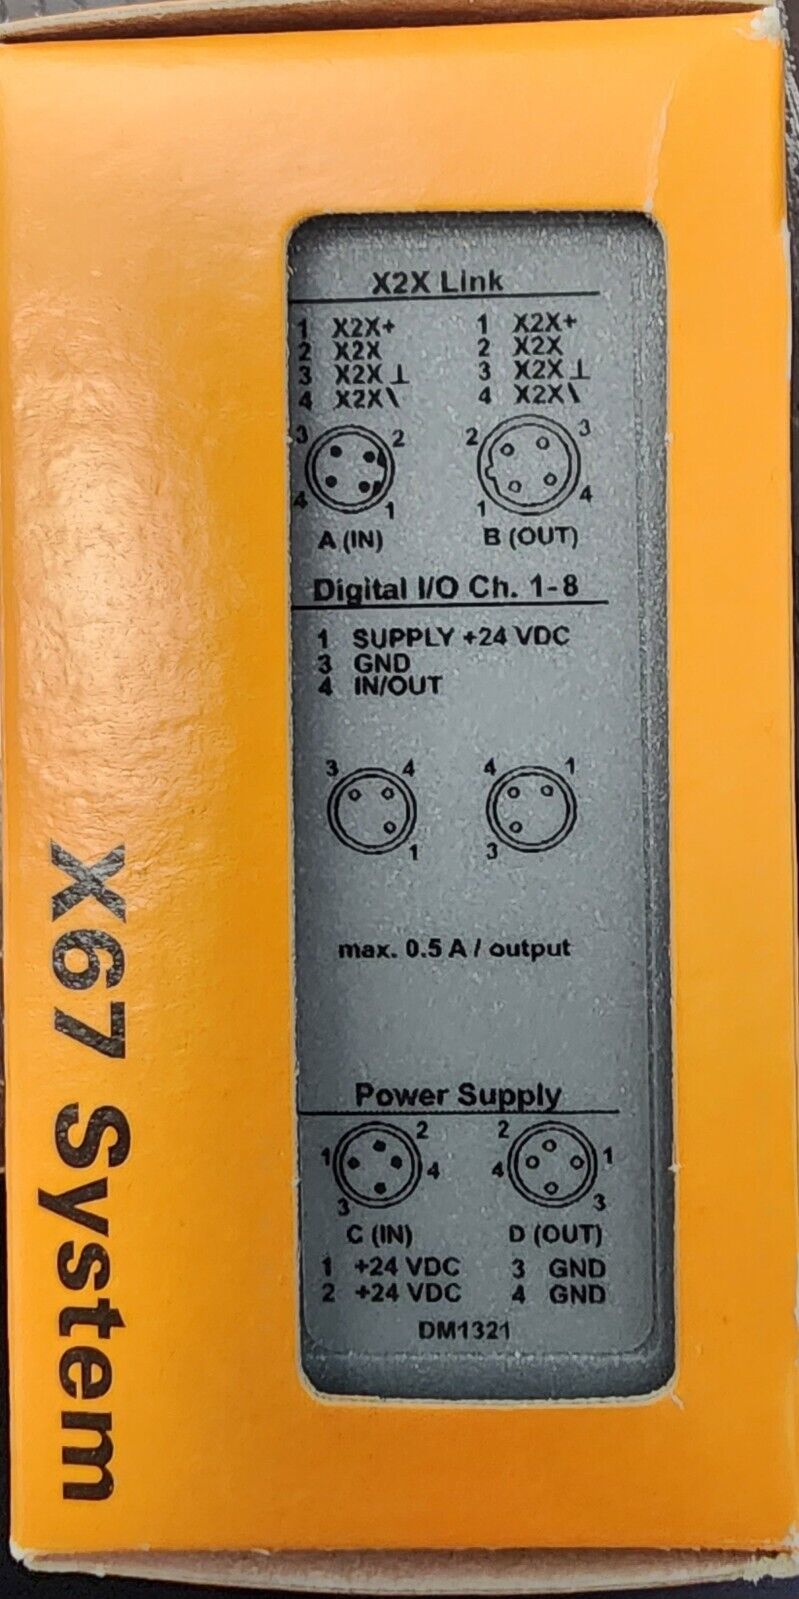 X2X Link
1 X2X+ 1 X2X+
2 X2X 2 X2X
3 X2X⊥ 3 X2X⊥
4 X2X\ 4 X2X\
3 2 2 3
4 1 1 4
A (IN) B (OUT)
Digital I/O Ch. 1-8
1 SUPPLY +24 VDC
3 GND
4 IN/OUT
3 4 4 1
1 3
max. 0.5 A / output
Power Supply
2 2
1 4 4 1
3 3
C (IN) D (OUT)
1 +24 VDC 3 GND
2 +24 VDC 4 GND
DM1321
X67 System